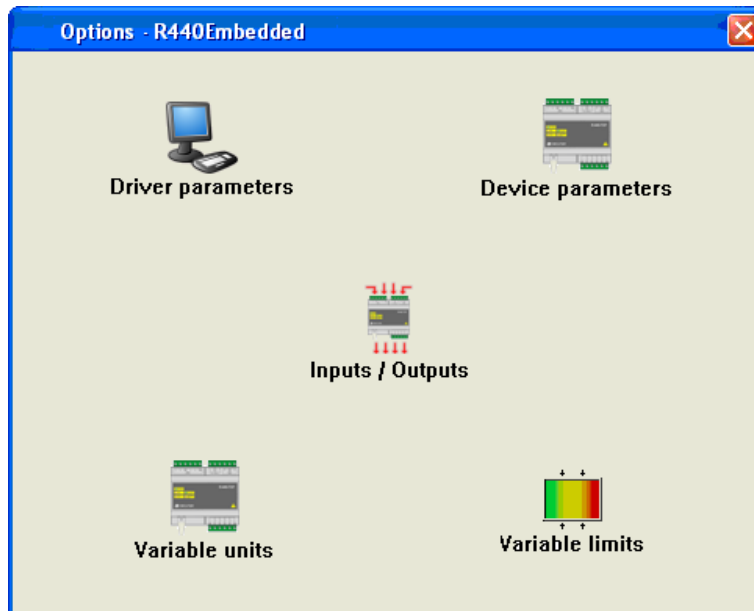 Options - R440Embedded
Driver parameters
Device parameters
Inputs / Outputs
Variable units
Variable limits